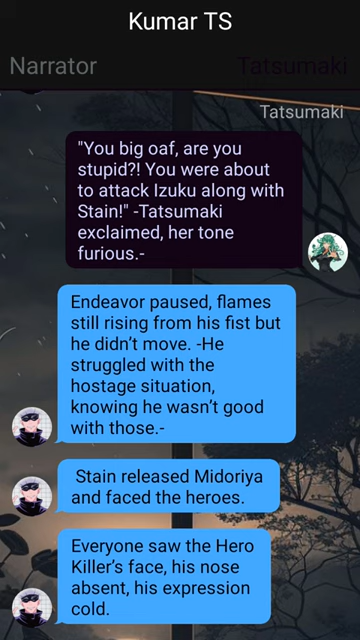 Kumar TS
Narrator
Tatsumaki
Tatsumaki
"You big oaf, are you
stupid?! You were about
to attack Izuku along with
Stain!" -Tatsumaki
exclaimed, her tone
furious.-
Endeavor paused, flames
still rising from his fist but
he didn't move. -He
struggled with the
hostage situation,
knowing he wasn't good
with those.-
Stain released Midoriya
and faced the heroes.
Everyone saw the Hero
Killer's face, his nose
absent, his expression
cold.